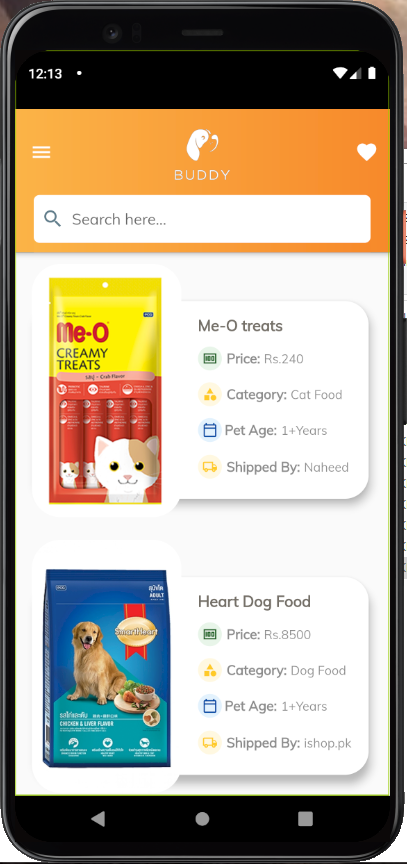 12:13
BUDDY
Search here...
Me-O
CREAMY
TREATS
Crab Flavor
Me-O treats
Price: Rs.240
Category: Cat Food
Pet Age: 1+Years
Shipped By: Naheed
ADULT
SmartHeart
CHICKEN & LIVER FLAVOR
Heart Dog Food
Price: Rs.8500
Category: Dog Food
Pet Age: 1+Years
Shipped By: ishop.pk